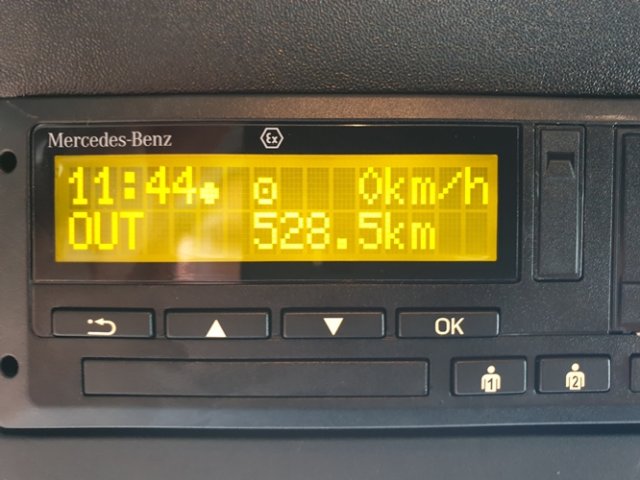 Mercedes-Benz
Ex
11:44 0km/h
OUT 528.5km
OK
1 2